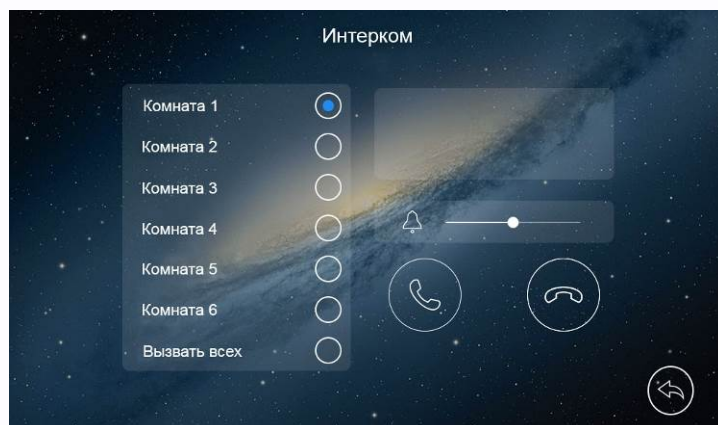 Интерком
Комната 1
Комната 2
Комната 3
Комната 4
Комната 5
Комната 6
Вызвать всех